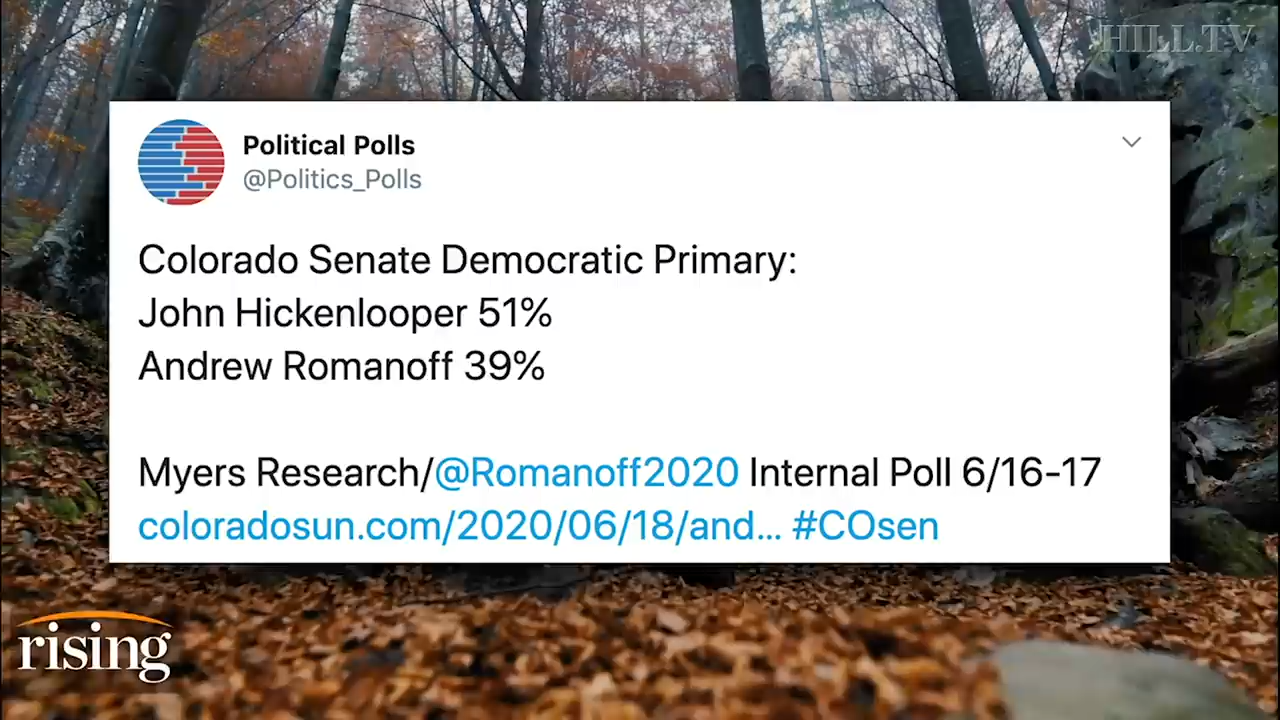 HILL.TV
Political Polls
@Politics_Polls
Colorado Senate Democratic Primary:
John Hickenlooper 51%
Andrew Romanoff 39%
Myers Research/@Romanoff2020 Internal Poll 6/16-17
coloradosun.com/2020/06/18/and... #COsen
rising